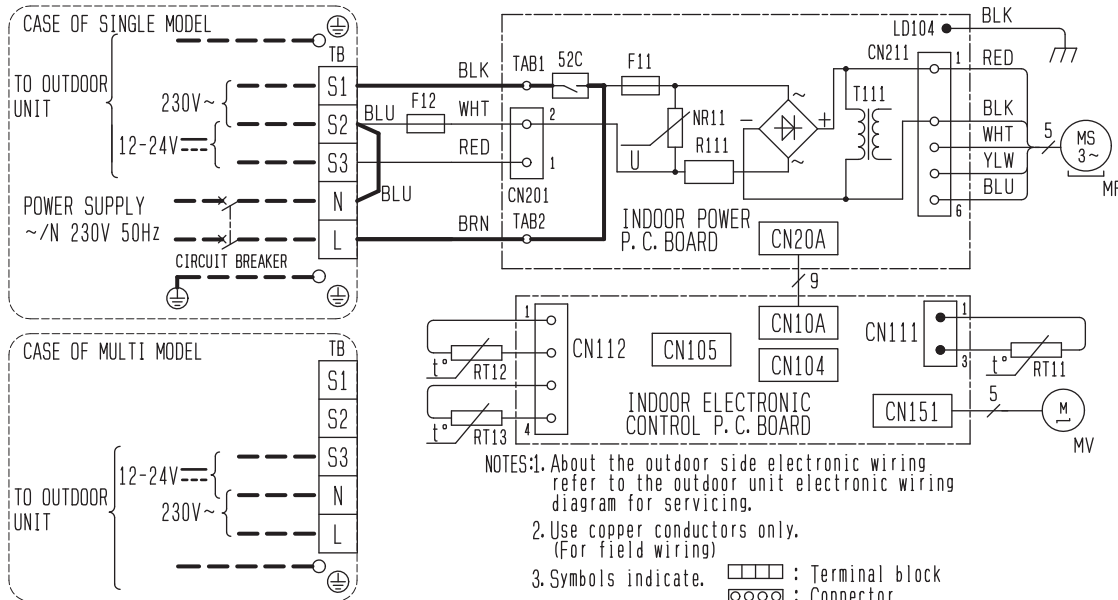 CASE OF SINGLE MODEL
TB
TO OUTDOOR
UNIT
230V~
12-24V
S1
S2
S3
N
L
POWER SUPPLY
~/N 230V 50Hz
CIRCUIT BREAKER
BLU
F12
BLU
BLK
WHT
RED
BRN
TAB1
52C
F11
2
1
CN201
TAB2
NR11
U
R111
~
- +
~
T111
LD104
BLK
CN211
1
RED
BLK
WHT
YLW
BLU
6
5
MS
3~
MF
INDOOR POWER
P.C.BOARD
CN20A
9
CN10A
CN104
CN105
1
CN112
4
t° RT12
t° RT13
CN111
1
3
t° RT11
CN151
5
M
MV
INDOOR ELECTRONIC
CONTROL P.C.BOARD
CASE OF MULTI MODEL
TB
S1
S2
S3
N
L
TO OUTDOOR
UNIT
12-24V
230V~
NOTES:1. About the outdoor side electronic wiring
refer to the outdoor unit electronic wiring
diagram for servicing.
2. Use copper conductors only.
(For field wiring)
3. Symbols indicate. : Terminal block
: Connector